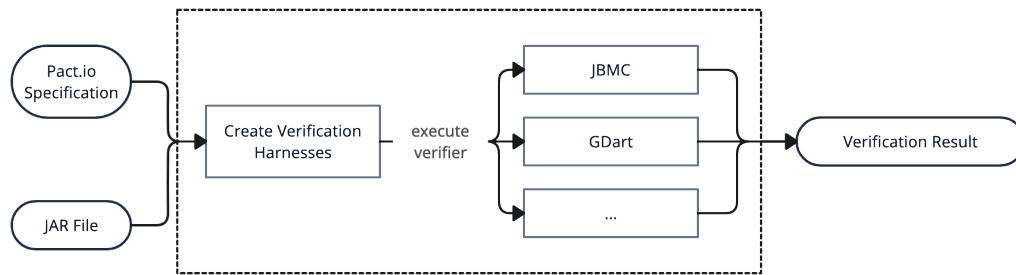 Pact.io
Specification
JAR File
Create Verification
Harnesses
execute
verifier
JBMC
GDart
...
Verification Result